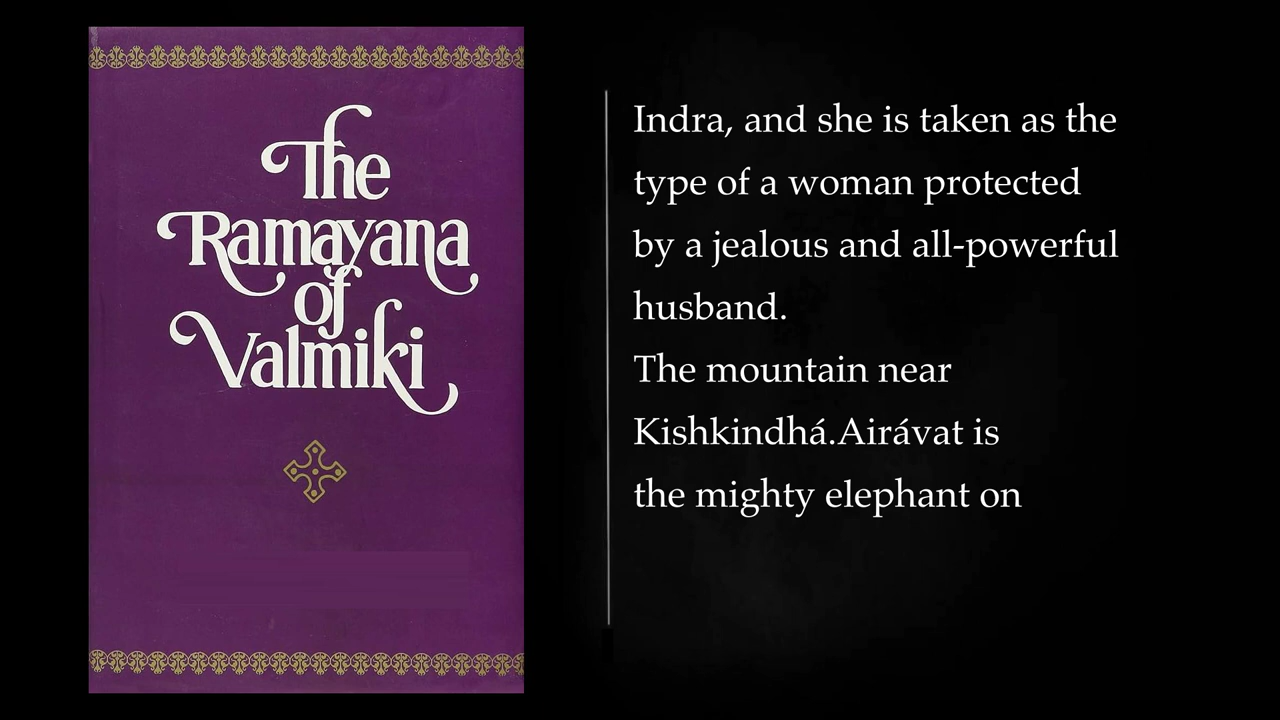 The
Ramayana
of
Valmiki
Indra, and she is taken as the
type of a woman protected
by a jealous and all-powerful
husband.
The mountain near
Kishkindhá.Airávat is
the mighty elephant on